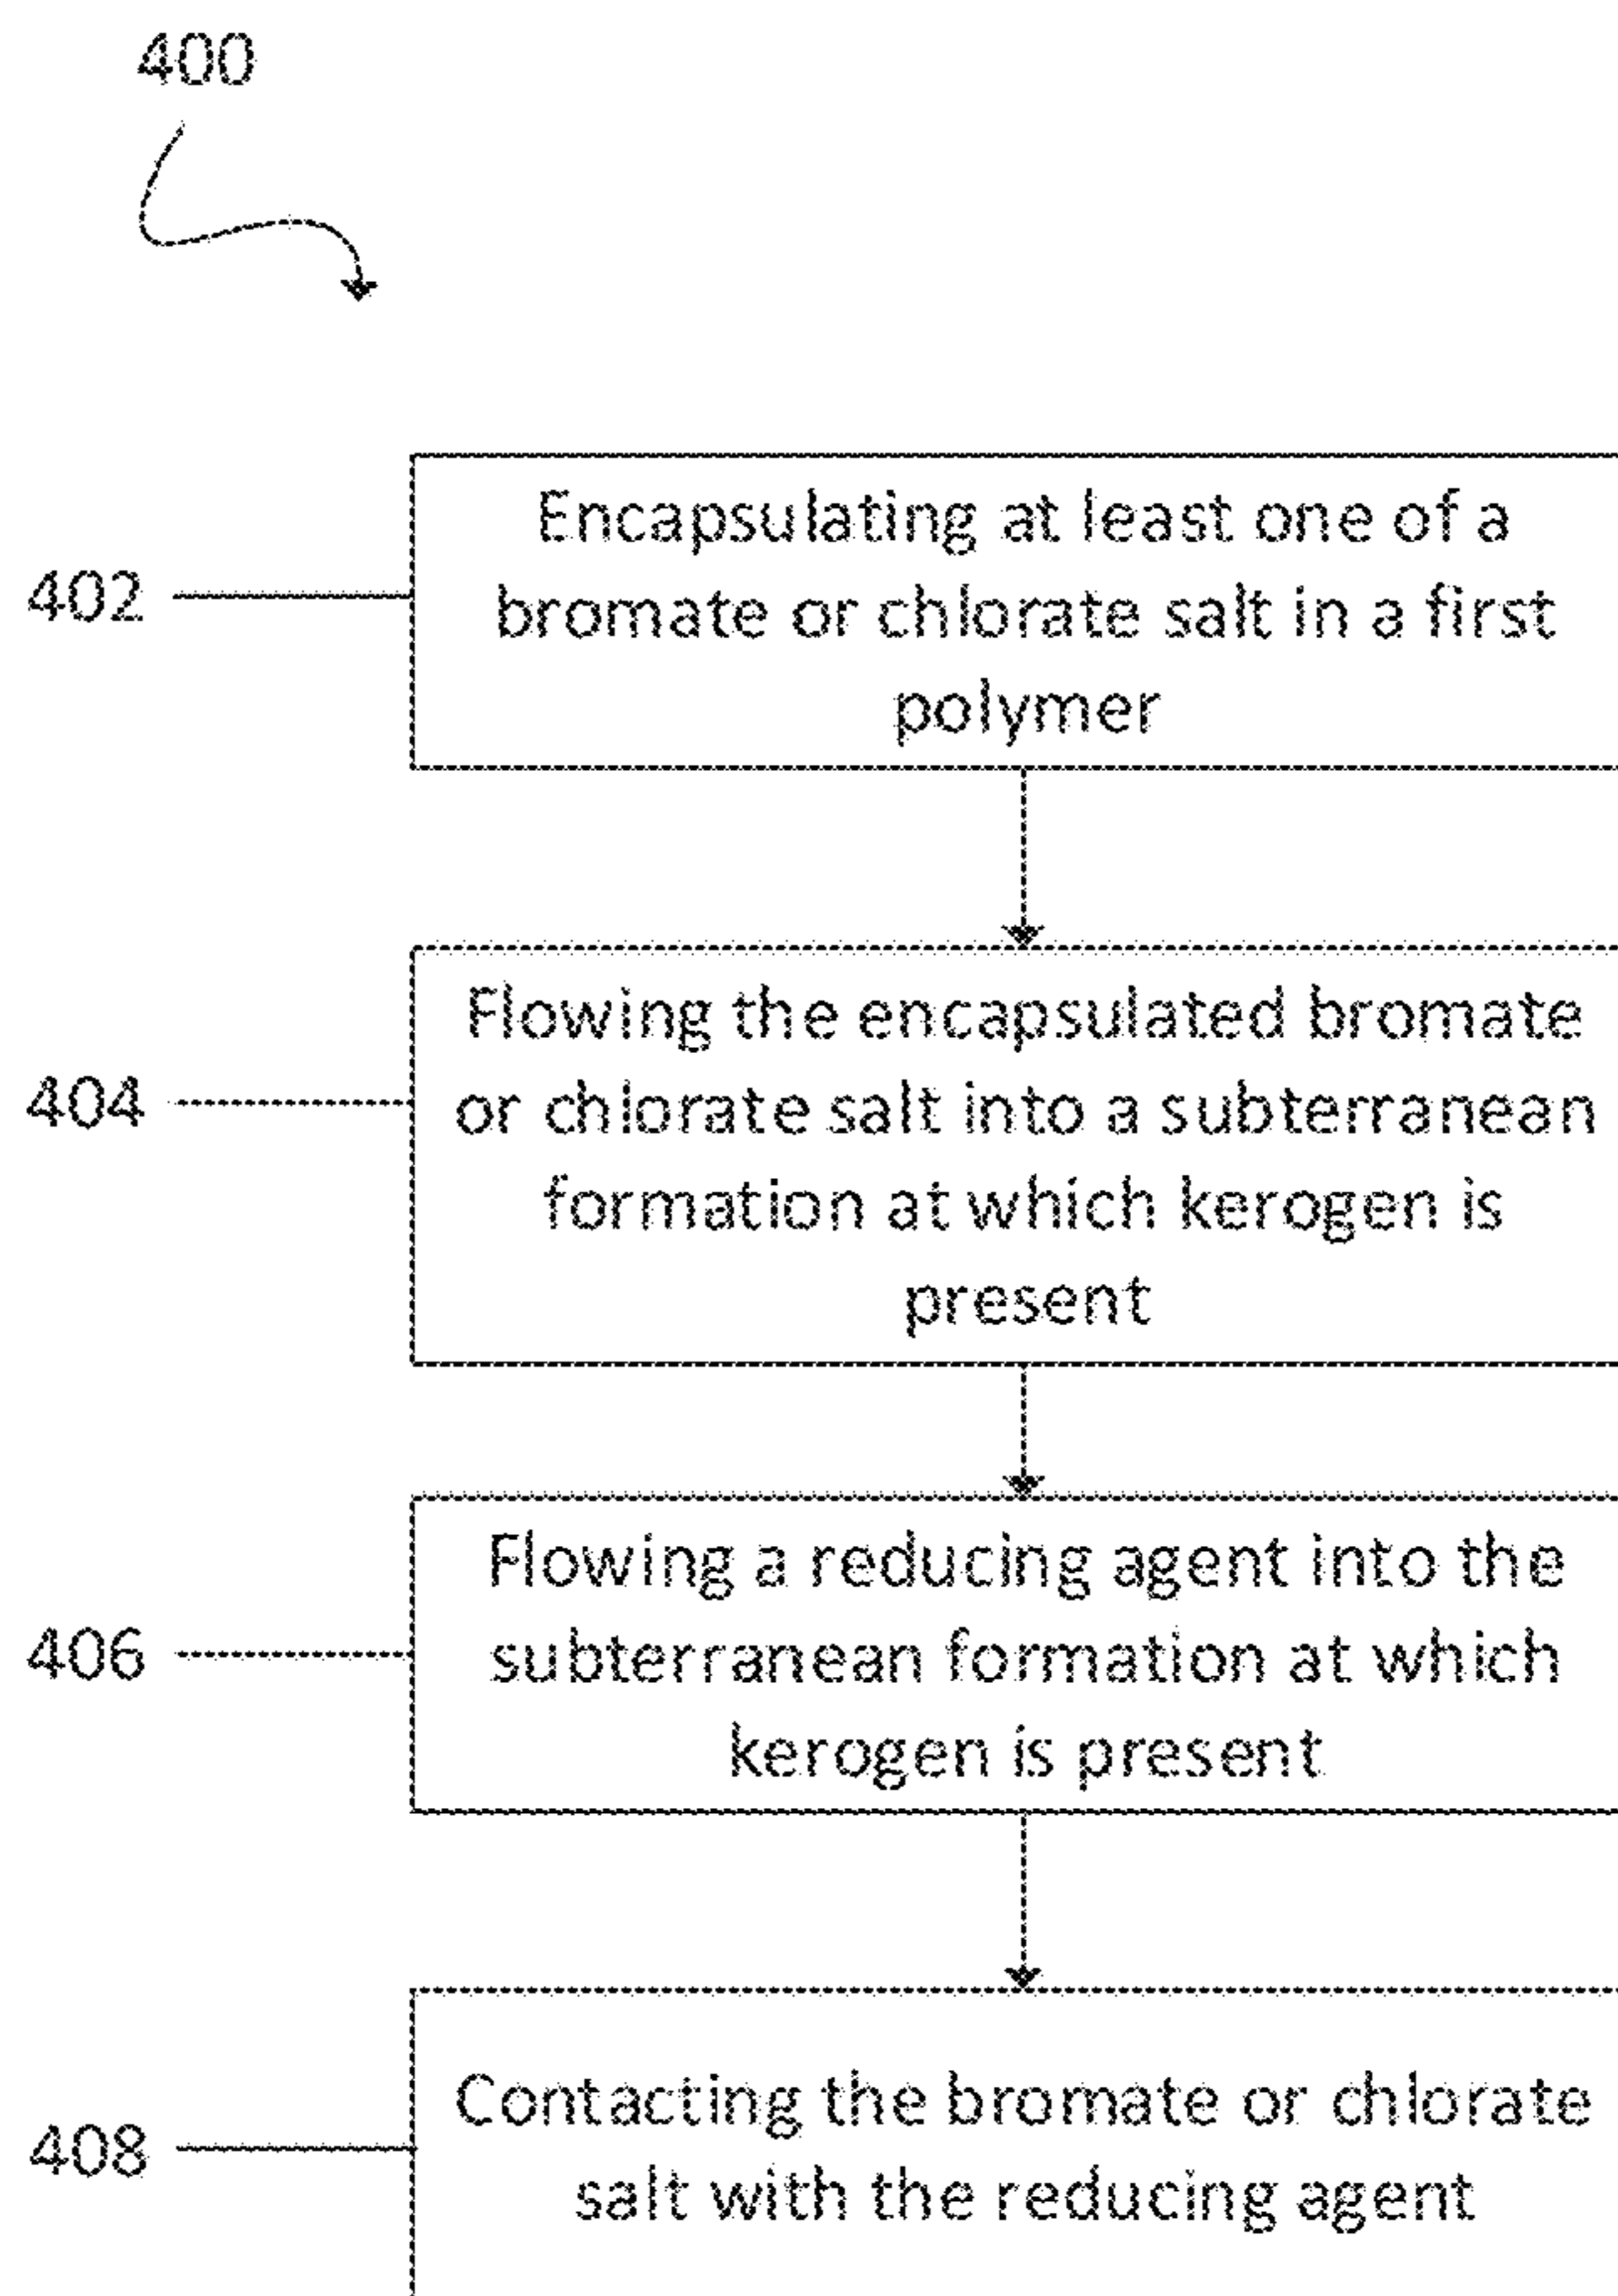 400
402
Encapsulating at least one of a
bromate or chlorate salt in a first
polymer
404
Flowing the encapsulated bromate
or chlorate salt into a subterranean
formation at which kerogen is
present
406
Flowing a reducing agent into the
subterranean formation at which
kerogen is present
408
Contacting the bromate or chlorate
salt with the reducing agent